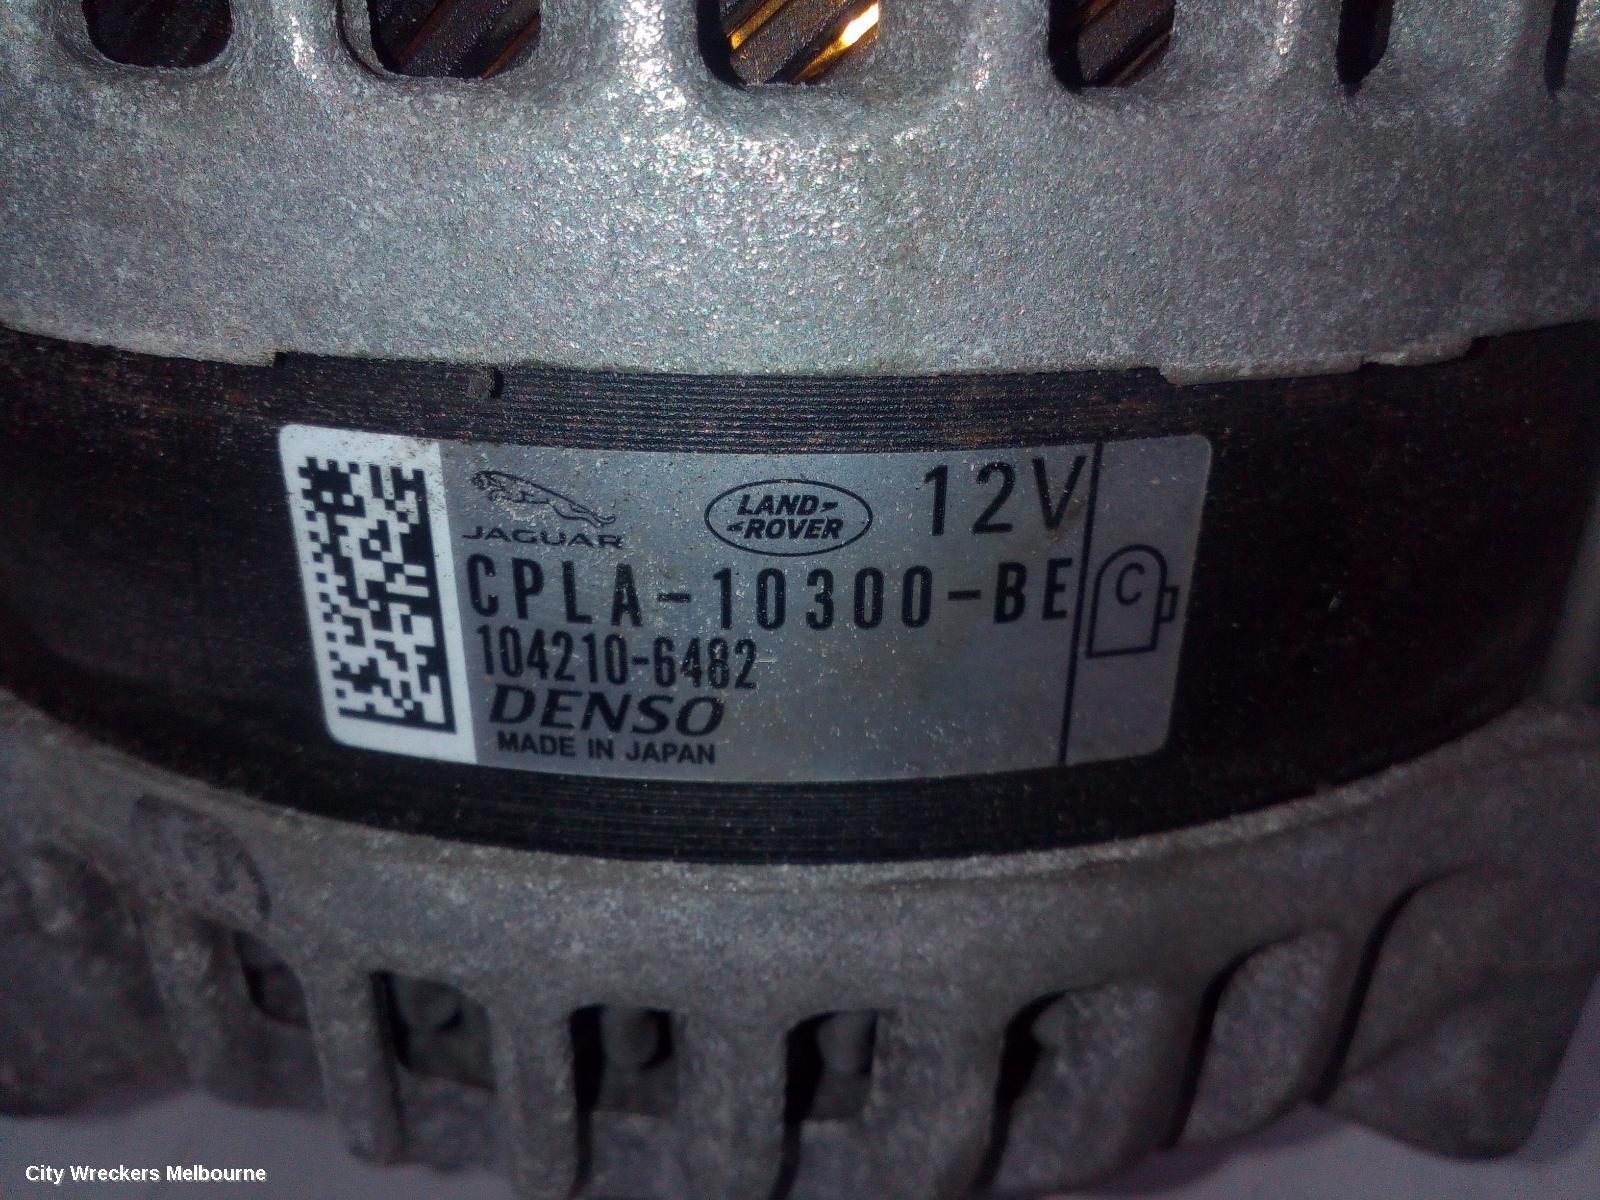 JAGUAR
LAND-
-ROVER
12V
CPLA-10300-BE
C
104210-6482
DENSO
MADE IN JAPAN
City Wreckers Melbourne